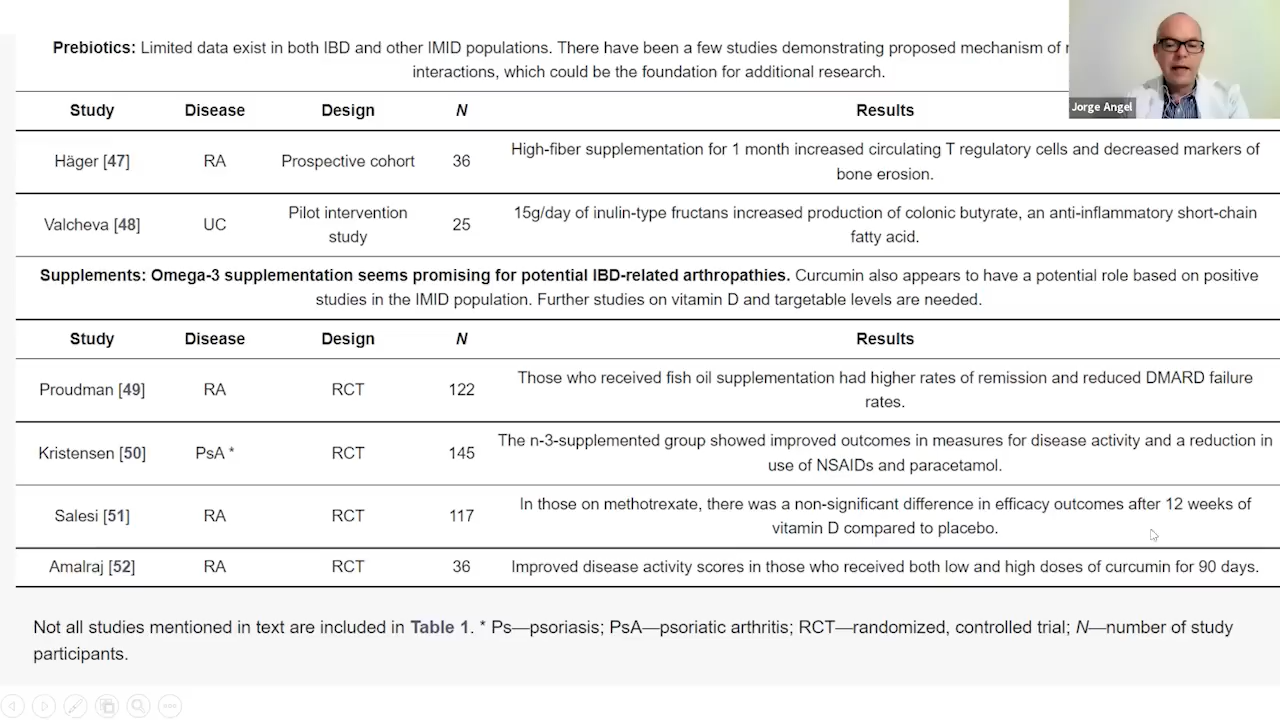 Prebiotics: Limited data exist in both IBD and other IMID populations. There have been a few studies demonstrating proposed mechanism of
interactions, which could be the foundation for additional research.
Jorge Angel
Study Disease Design N Results
Häger [47] RA Prospective cohort 36 High-fiber supplementation for 1 month increased circulating T regulatory cells and decreased markers of
bone erosion.
Valcheva [48] UC Pilot intervention
study 25 15g/day of inulin-type fructans increased production of colonic butyrate, an anti-inflammatory short-chain
fatty acid.
Supplements: Omega-3 supplementation seems promising for potential IBD-related arthropathies. Curcumin also appears to have a potential role based on positive
studies in the IMID population. Further studies on vitamin D and targetable levels are needed.
Study Disease Design N Results
Proudman [49] RA RCT 122 Those who received fish oil supplementation had higher rates of remission and reduced DMARD failure
rates.
Kristensen [50] PsA * RCT 145 The n-3-supplemented group showed improved outcomes in measures for disease activity and a reduction in
use of NSAIDs and paracetamol.
Salesi [51] RA RCT 117 In those on methotrexate, there was a non-significant difference in efficacy outcomes after 12 weeks of
vitamin D compared to placebo.
Amalraj [52] RA RCT 36 Improved disease activity scores in those who received both low and high doses of curcumin for 90 days.
Not all studies mentioned in text are included in Table 1. * Ps—psoriasis; PsA—psoriatic arthritis; RCT—randomized, controlled trial; N—number of study
participants.